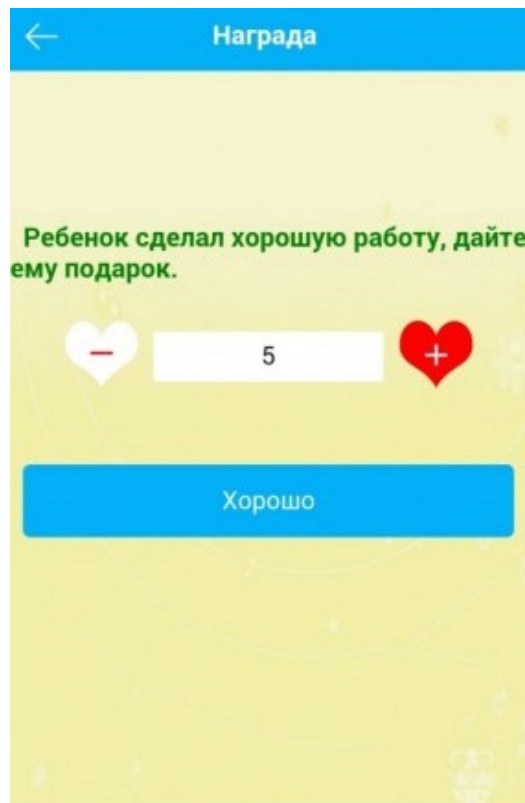 Награда
Ребенок сделал хорошую работу, дайте
ему подарок.
− 5 +
Хорошо